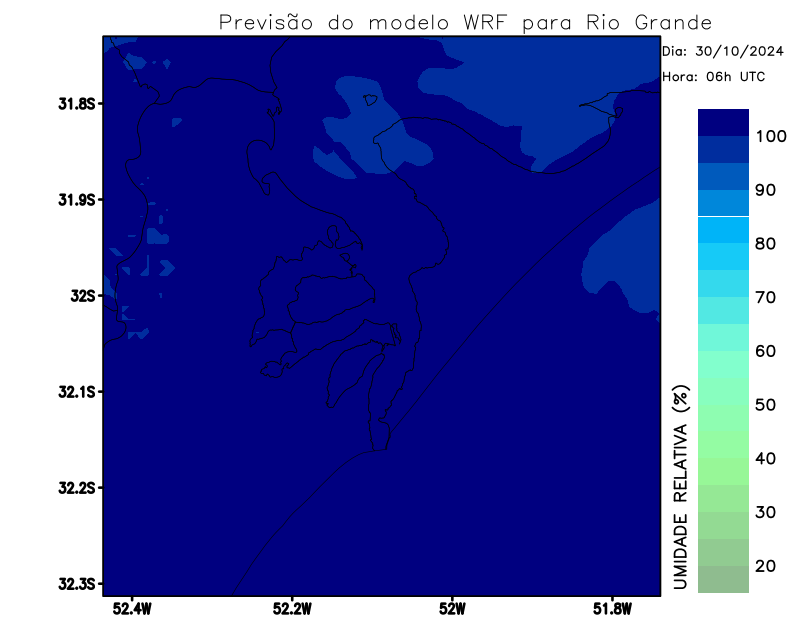 Previsão do modelo WRF para Rio Grande
Dia: 30/10/2024
Hora: 06h UTC
31.8S
31.9S
32S
32.1S
32.2S
32.3S
52.4W
52.2W
52W
51.8W
UMIDADE RELATIVA (%)
100
90
80
70
60
50
40
30
20